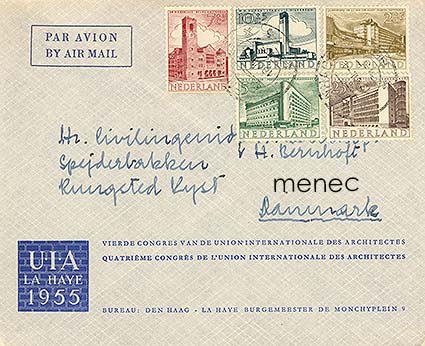 PAR AVION
BY AIR MAIL
NEDERLAND
NEDERLAND
NEDERLAND
NEDERLAND
NEDERLAND
Hr. Civilingeniør
Spejderbakken
& H. Bernhoft
Rungsted Kyst
menec
Danmark
UIA
LA HAYE
1955
VIERDE CONGRES VAN DE UNION INTERNATIONALE DES ARCHITECTES
QUATRIÈME CONGRÈS DE L'UNION INTERNATIONALE DES ARCHITECTES
BUREAU: DEN HAAG - LA HAYE BURGEMEESTER DE MONCHYPLEIN 9